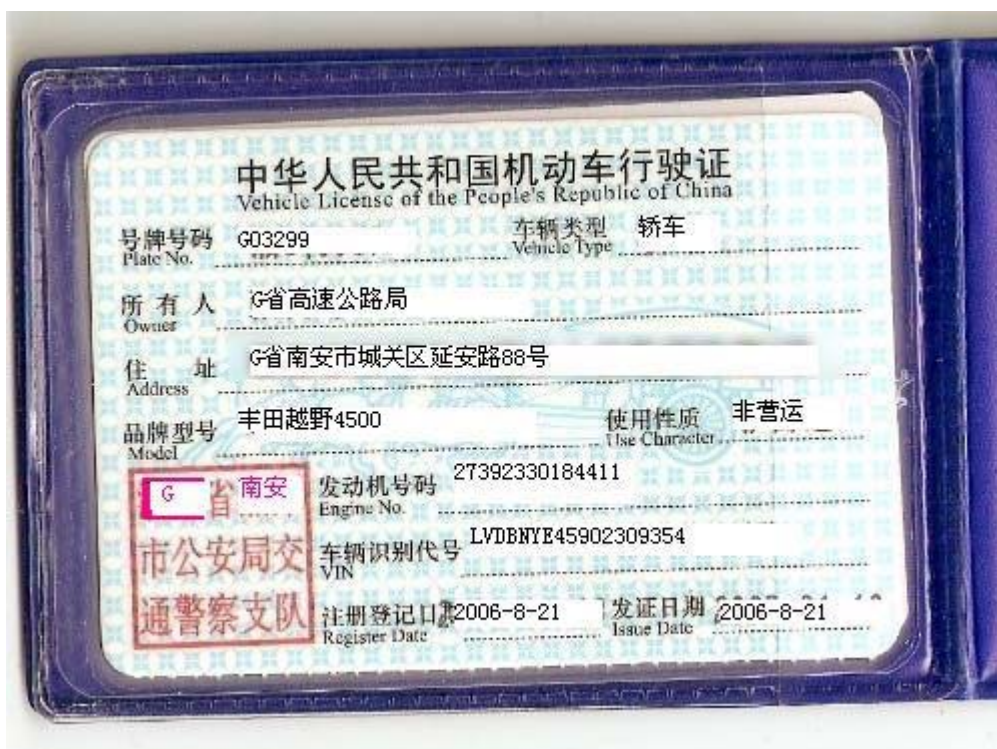 中华人民共和国机动车行驶证
Vehicle License of the People's Republic of China
号牌号码 G03299 车辆类型 轿车
Plate No. Vehicle Type
所有人 G省高速公路局
Owner
住址 G省南安市城关区延安路88号
Address
品牌型号 丰田越野4500 使用性质 非营运
Model Use Character
G省南安
市公安局交
通警察支队
发动机号码 27392330184411
Engine No.
车辆识别代号 LVDBNYE45902309354
VIN
注册登记日期 2006-8-21 发证日期 2006-8-21
Register Date Issue Date